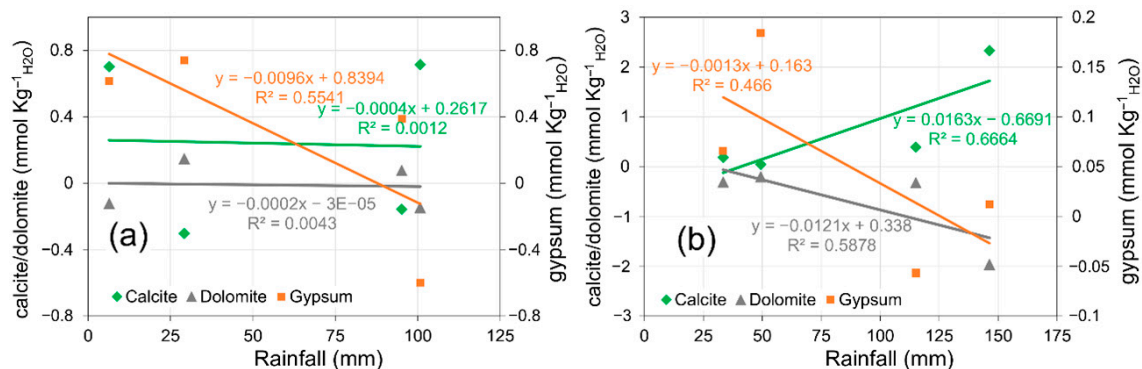 (a)
calcite/dolomite (mmol Kg⁻¹H2O)
0.8
0.4
0
−0.4
−0.8
y = −0.0096x + 0.8394
R² = 0.5541
y = −0.0004x + 0.2617
R² = 0.0012
y = −0.0002x − 3E−05
R² = 0.0043
Calcite Dolomite Gypsum
0 25 50 75 100 125
Rainfall (mm)
0.8
0.4
0
−0.4
−0.8
gypsum (mmol Kg⁻¹H2O)
(b)
calcite/dolomite (mmol Kg⁻¹H2O)
3
2
1
0
−1
−2
−3
y = −0.0013x + 0.163
R² = 0.466
y = 0.0163x − 0.6691
R² = 0.6664
y = −0.0121x + 0.338
R² = 0.5878
Calcite Dolomite Gypsum
0 25 50 75 100 125 150 175
Rainfall (mm)
0.2
0.15
0.1
0.05
0
−0.05
−0.1
gypsum (mmol Kg⁻¹H2O)